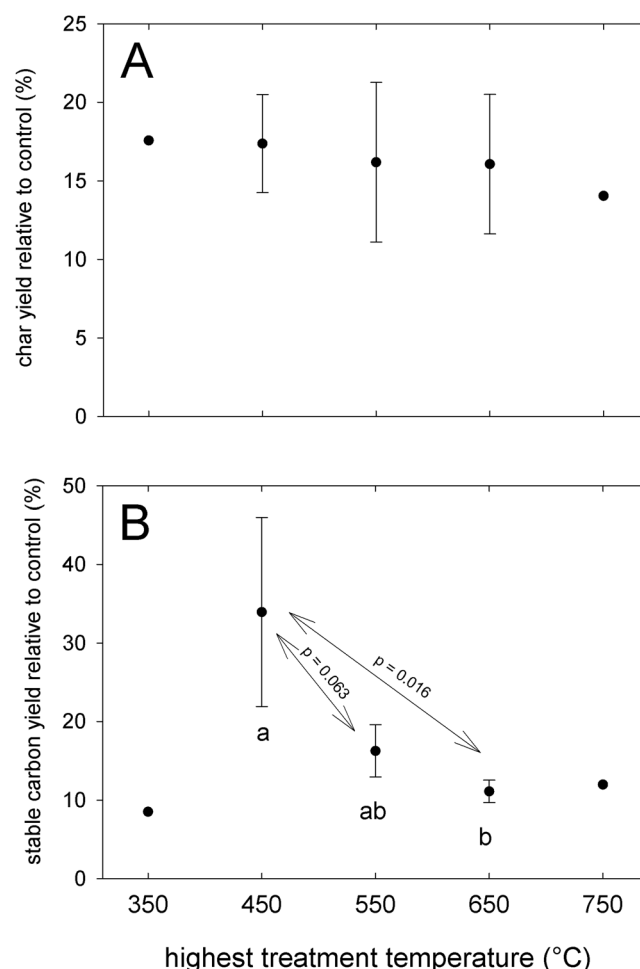 A
char yield relative to control (%)
25
20
15
10
5
0
B
stable carbon yield relative to control (%)
50
40
30
20
10
0
p = 0.063
p = 0.016
a
ab
b
350 450 550 650 750
highest treatment temperature (°C)